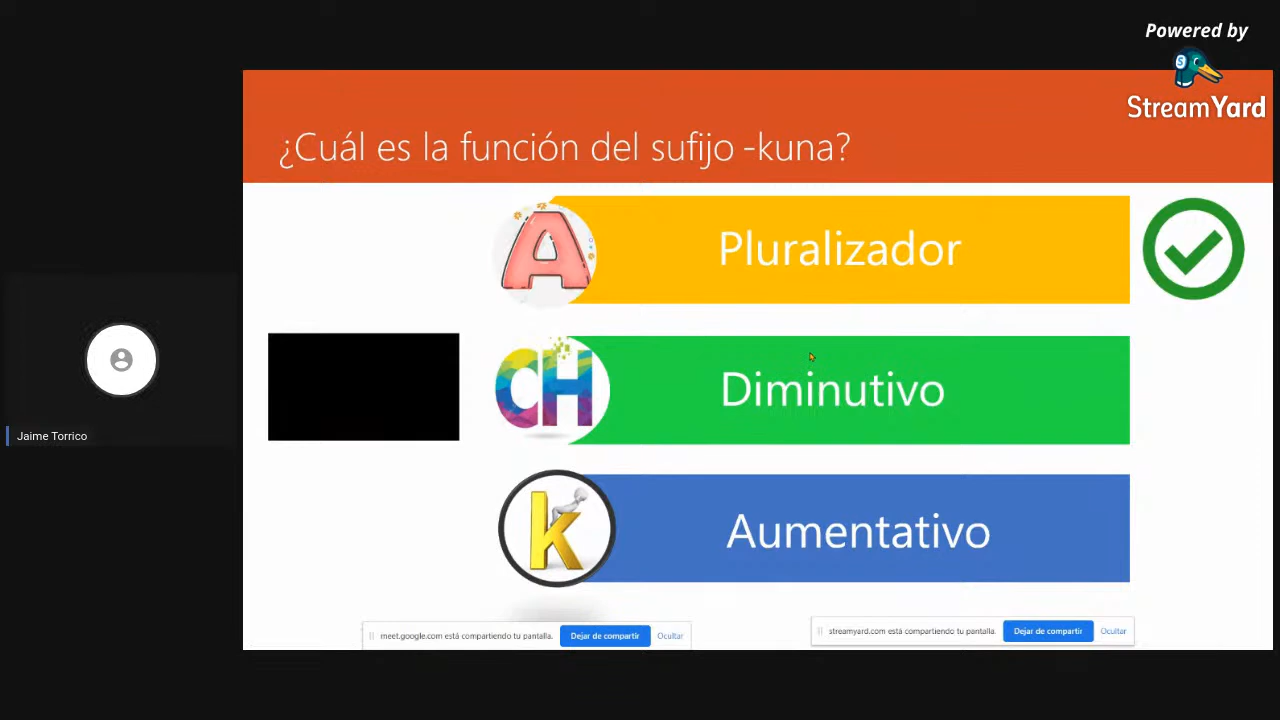 Powered by
StreamYard
¿Cuál es la función del sufijo -kuna?
A
Pluralizador
CH
Diminutivo
Jaime Torrico
k
Aumentativo
meet.google.com está compartiendo tu pantalla. Dejar de compartir Ocultar
streamyard.com está compartiendo tu pantalla. Dejar de compartir Ocultar